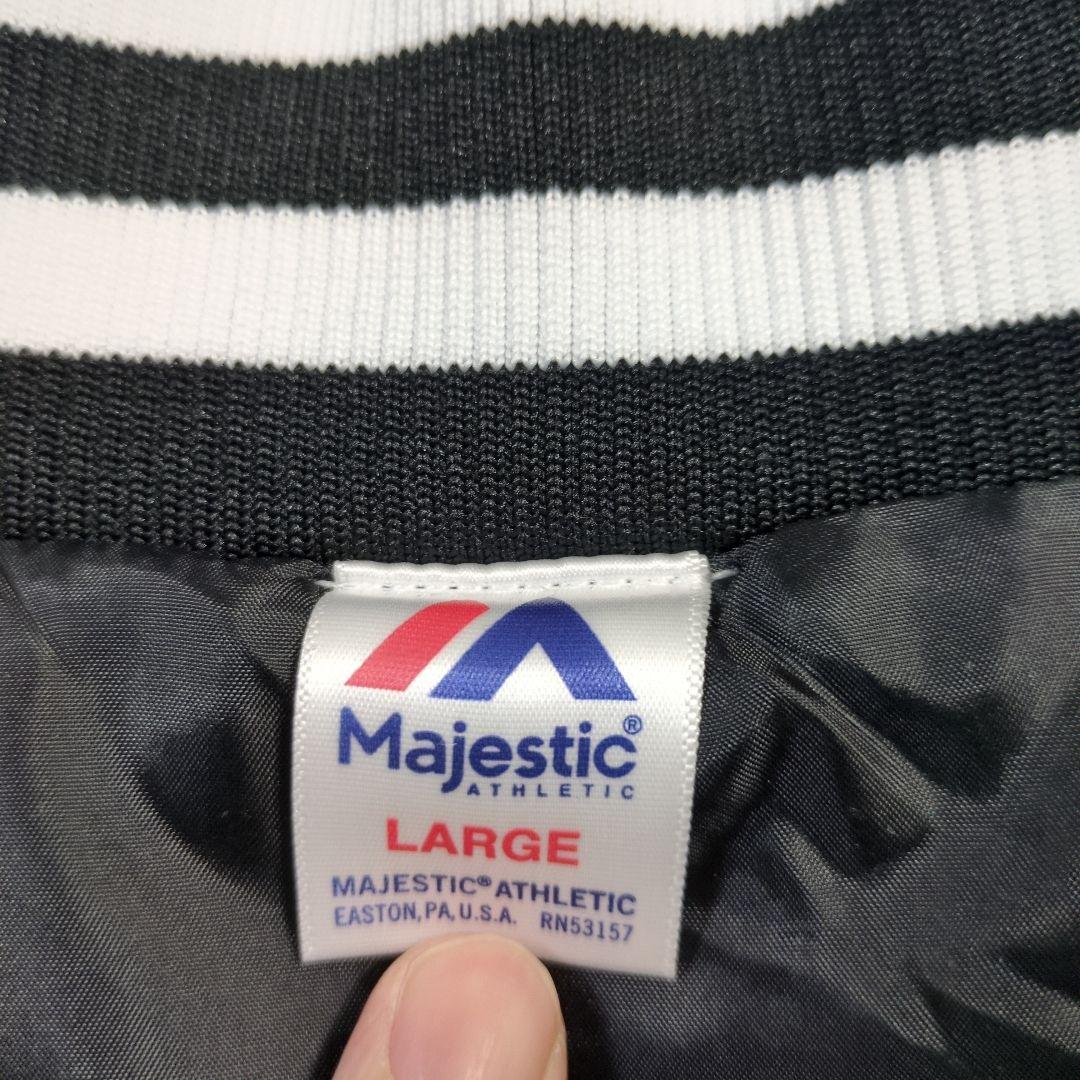 Majestic®
ATHLETIC
LARGE
MAJESTIC® ATHLETIC
EASTON, PA, U.S.A. RN53157